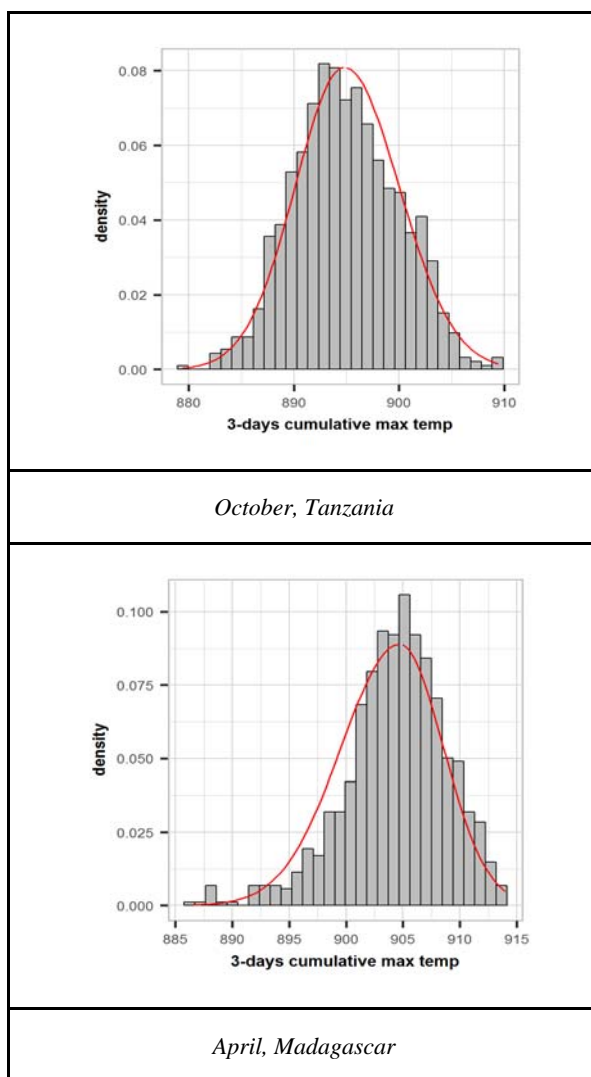 0.08
0.06
0.04
0.02
0.00
density
880 890 900 910
3-days cumulative max temp
October, Tanzania
0.100
0.075
0.050
0.025
0.000
density
885 890 895 900 905 910 915
3-days cumulative max temp
April, Madagascar